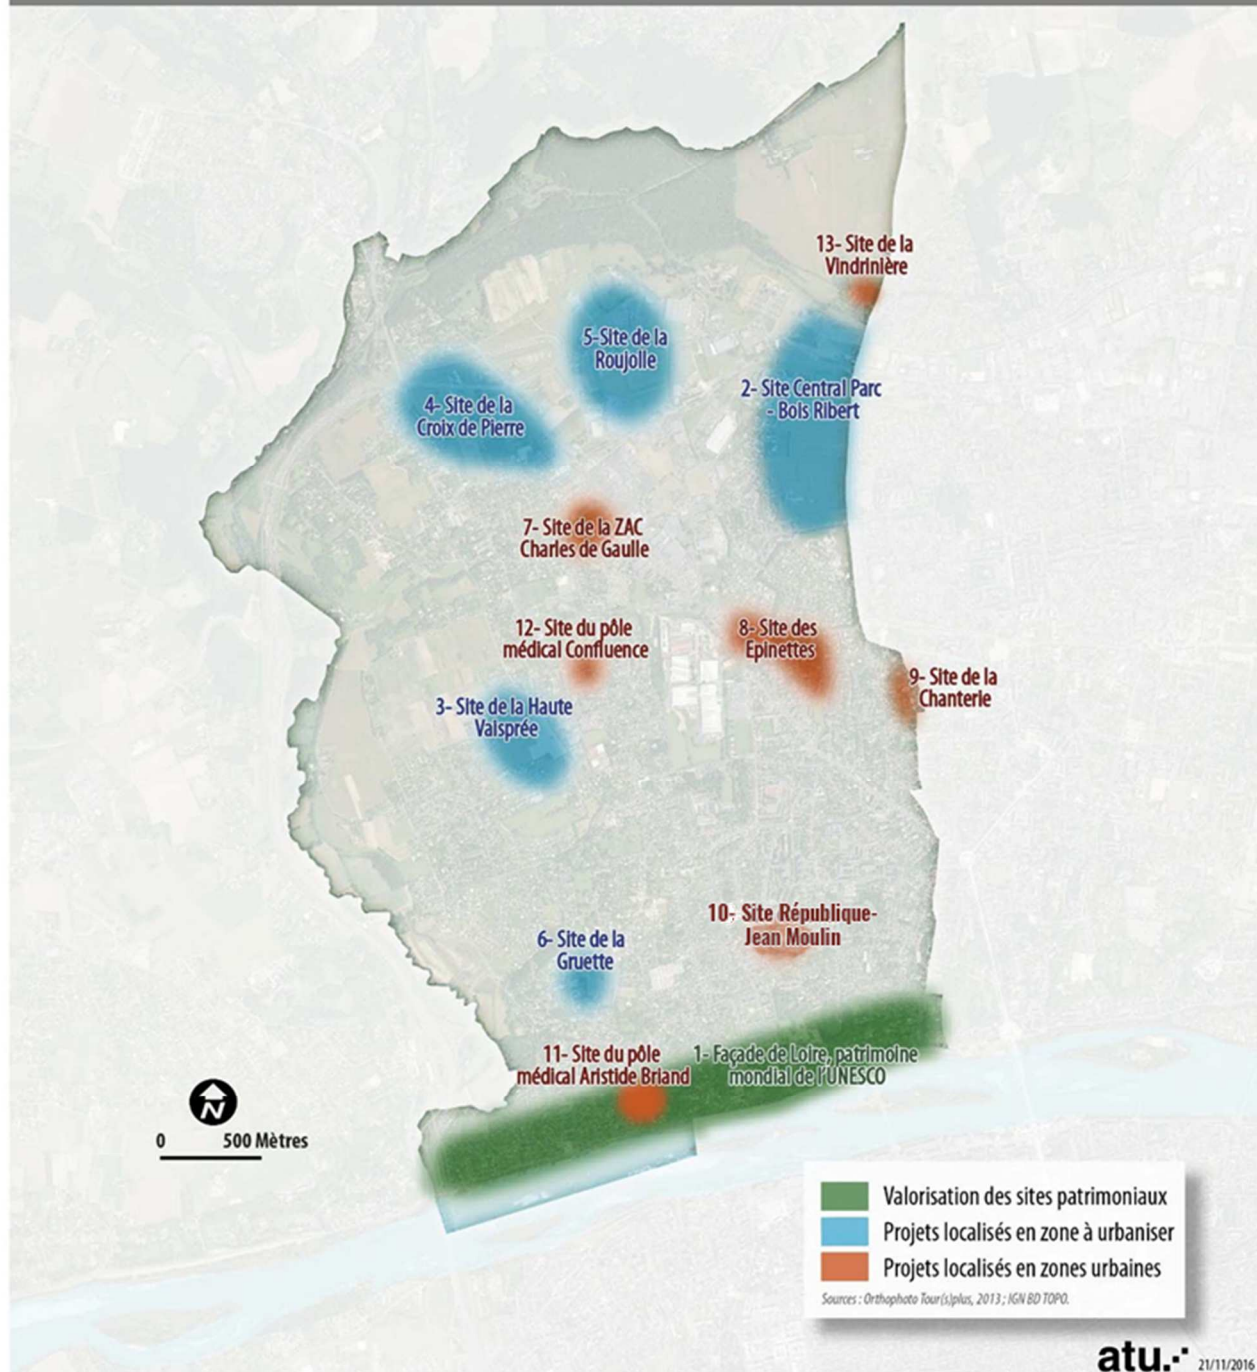 13- Site de la
Vindrinière
5-Site de la
Roujolle
2- Site Central Parc
- Bois Ribert
4- Site de la
Croix de Pierre
7- Site de la ZAC
Charles de Gaulle
12- Site du pôle
médical Confluence
8- Site des
Epinettes
9- Site de la
Chanterie
3- Site de la Haute
Vaisprée
10- Site République-
Jean Moulin
6- Site de la
Gruette
11- Site du pôle
médical Aristide Briand
1- Façade de Loire, patrimoine
mondial de l'UNESCO
N
0 500 Mètres
Valorisation des sites patrimoniaux
Projets localisés en zone à urbaniser
Projets localisés en zones urbaines
Sources : Orthophoto Tour(s)plus, 2013 ; IGN BD TOPO.
atu. 21/11/2016